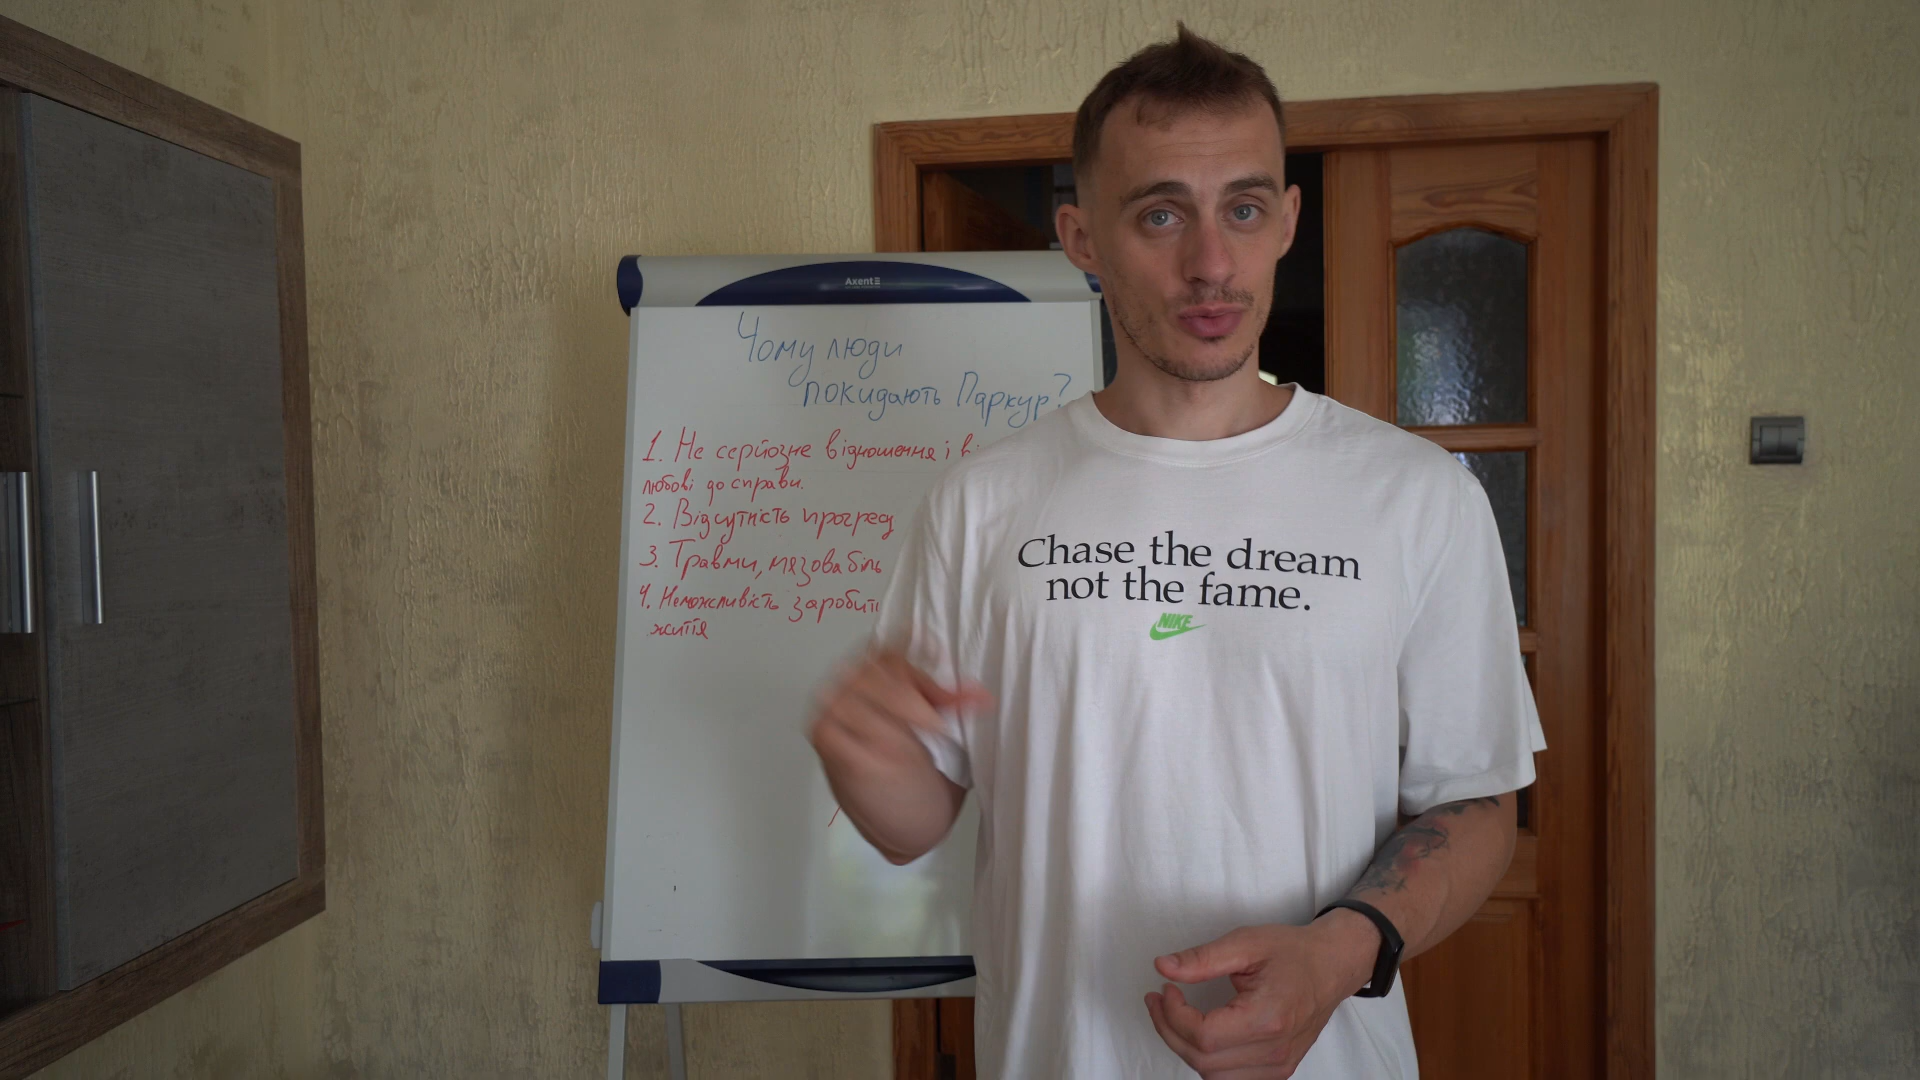 Axent
Чому люди
покидають Паркур?
1. Не серйозне відношення і
любові до справи.
2. Відсутність прогресу
3. Травми, мязова біль
4. Неможливість
життя
Chase the dream
not the fame.
NIKE